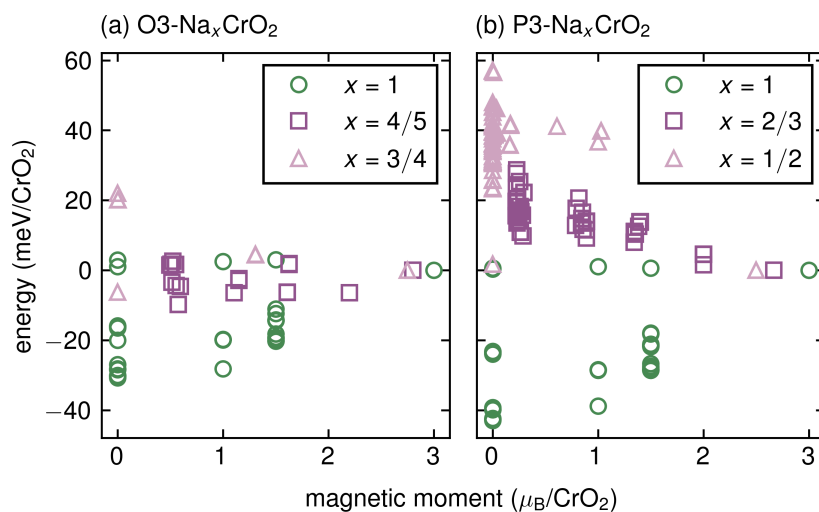 (a) O3-NaₓCrO₂
(b) P3-NaₓCrO₂
energy (meV/CrO₂)
60
40
20
0
−20
−40
x = 1
x = 4/5
x = 3/4
x = 1
x = 2/3
x = 1/2
0 1 2 3
0 1 2 3
magnetic moment (μ_B/CrO₂)